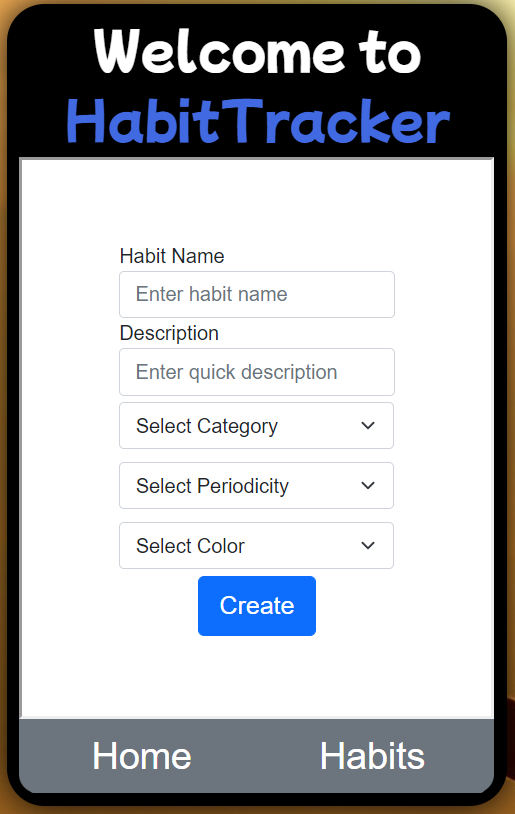 Welcome to
HabitTracker
Habit Name
Enter habit name
Description
Enter quick description
Select Category
Select Periodicity
Select Color
Create
Home Habits